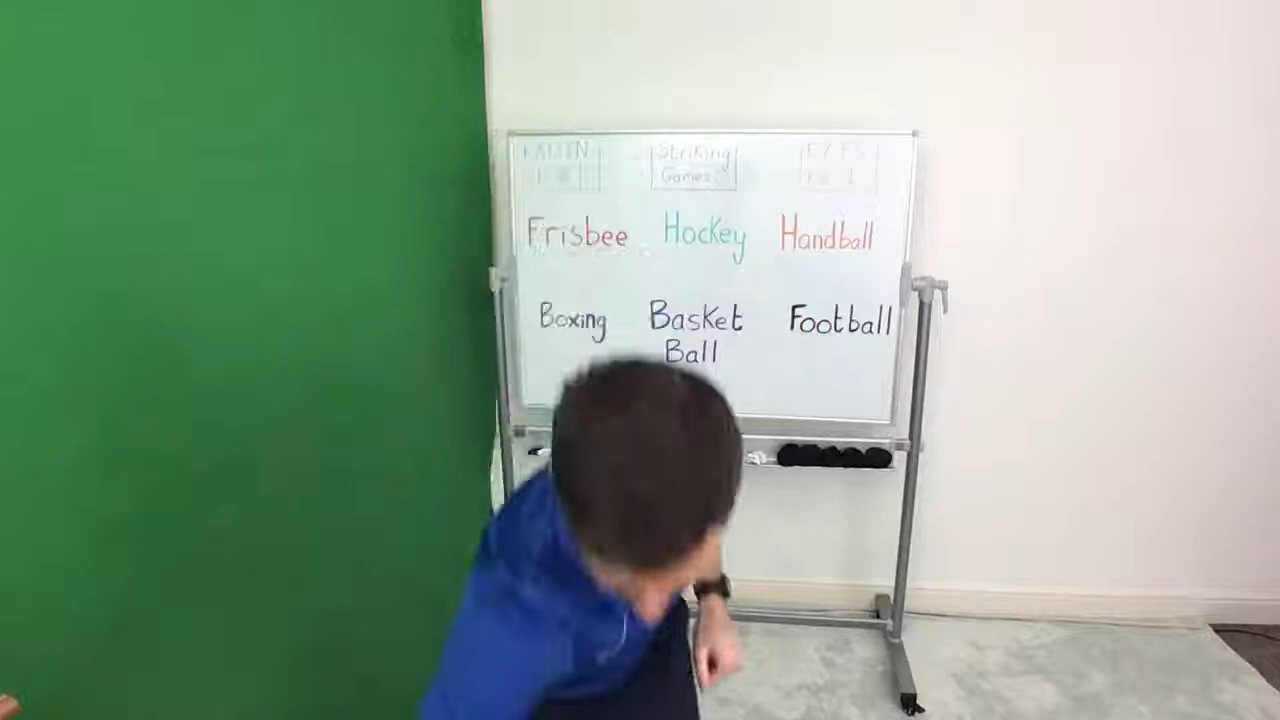 Striking
Games
Frisbee Hockey Handball
Boxing Basket Football
Ball